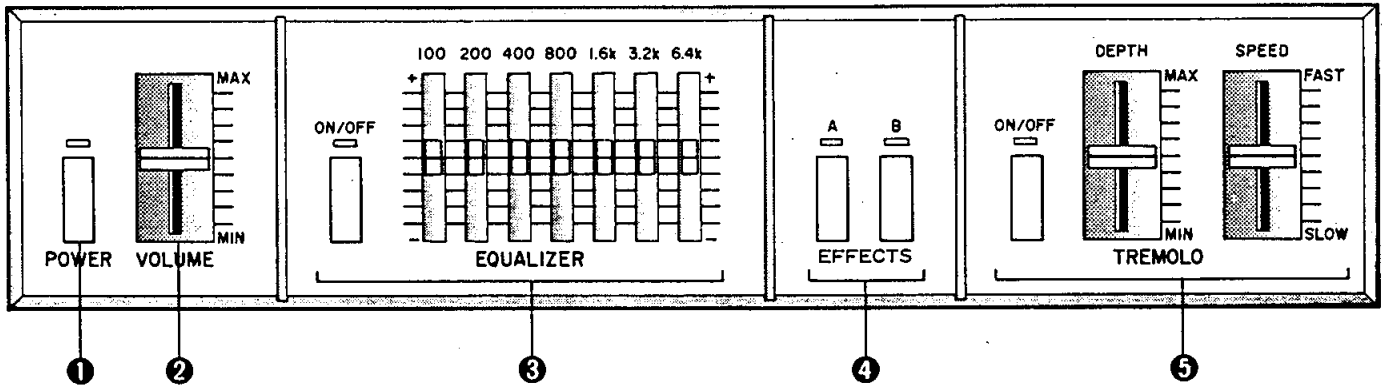 100 200 400 800 1.6k 3.2k 6.4k
DEPTH SPEED
+ + MAX MAX FAST
ON/OFF A B ON/OFF
- - MIN MIN SLOW
POWER VOLUME EQUALIZER EFFECTS TREMOLO
1 2 3 4 5